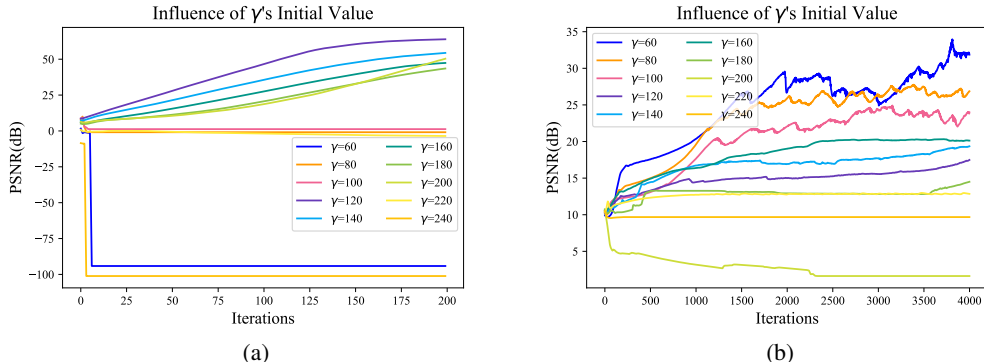 Influence of γ's Initial Value
PSNR(dB)
50
25
0
−25
−50
−75
−100
γ=60
γ=80
γ=100
γ=120
γ=140
γ=160
γ=180
γ=200
γ=220
γ=240
0 25 50 75 100 125 150 175 200
Iterations
(a)
Influence of γ's Initial Value
PSNR(dB)
35
30
25
20
15
10
5
γ=60
γ=80
γ=100
γ=120
γ=140
γ=160
γ=180
γ=200
γ=220
γ=240
0 500 1000 1500 2000 2500 3000 3500 4000
Iterations
(b)